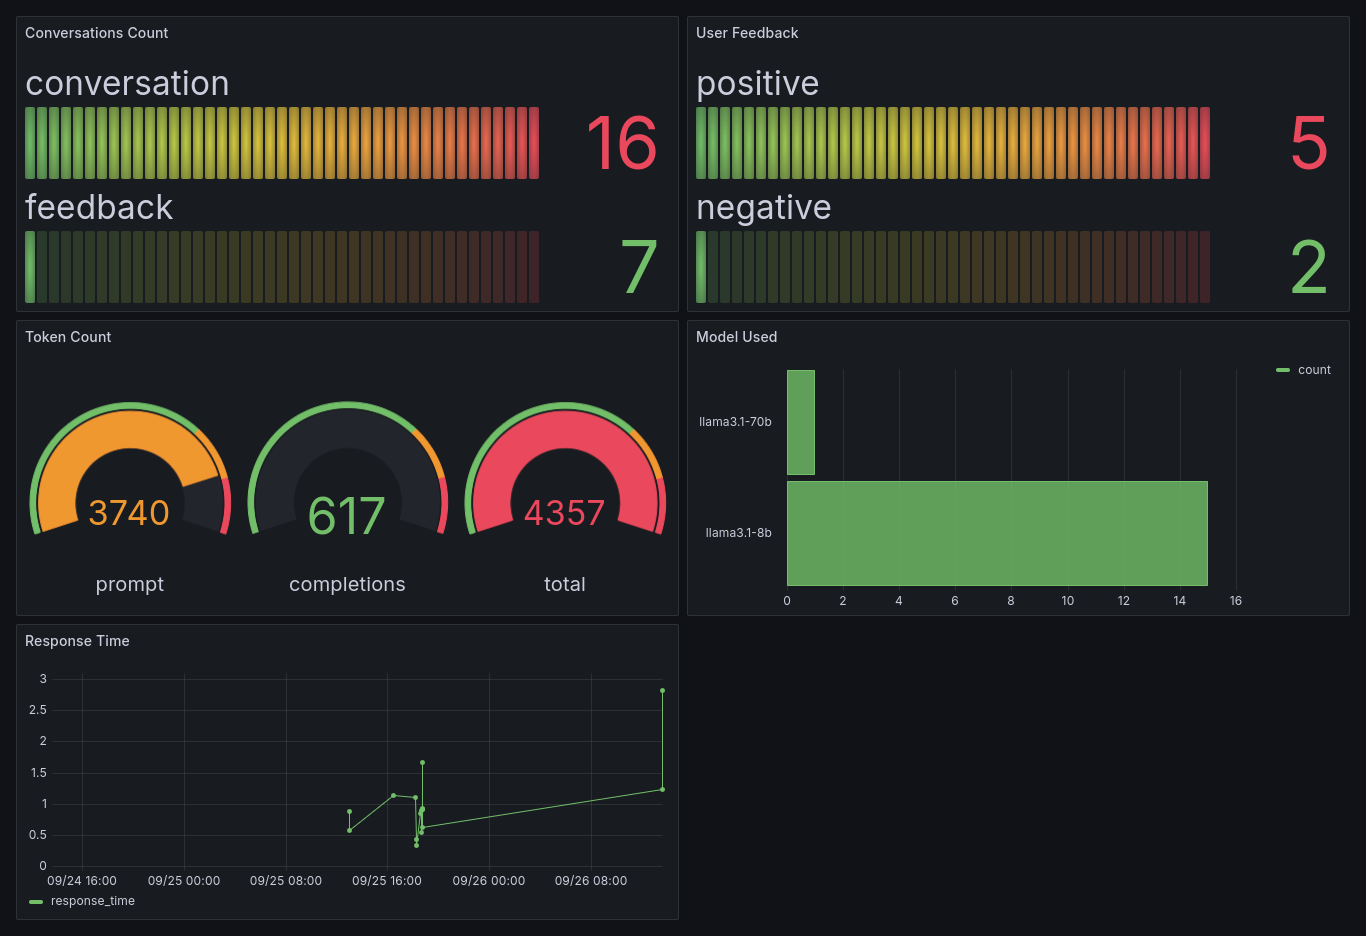 Conversations Count
conversation
16
feedback
7
User Feedback
positive
5
negative
2
Token Count
3740
617
4357
prompt
completions
total
Model Used
count
llama3.1-70b
llama3.1-8b
0 2 4 6 8 10 12 14 16
Response Time
3
2.5
2
1.5
1
0.5
0
09/24 16:00 09/25 00:00 09/25 08:00 09/25 16:00 09/26 00:00 09/26 08:00
response_time